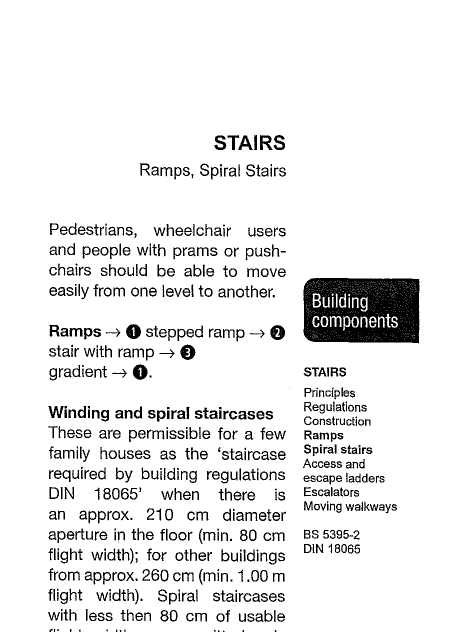 STAIRS
Ramps, Spiral Stairs
Pedestrians, wheelchair users
and people with prams or push-
chairs should be able to move
easily from one level to another.
Ramps → ❶ stepped ramp → ❷
stair with ramp → ❸
gradient → ❶.
Winding and spiral staircases
These are permissible for a few
family houses as the ‘staircase
required by building regulations
DIN 18065’ when there is
an approx. 210 cm diameter
aperture in the floor (min. 80 cm
flight width); for other buildings
from approx. 260 cm (min. 1.00 m
flight width). Spiral staircases
with less then 80 cm of usable
Building
components
STAIRS
Principles
Regulations
Construction
Ramps
Spiral stairs
Access and
escape ladders
Escalators
Moving walkways
BS 5395-2
DIN 18065